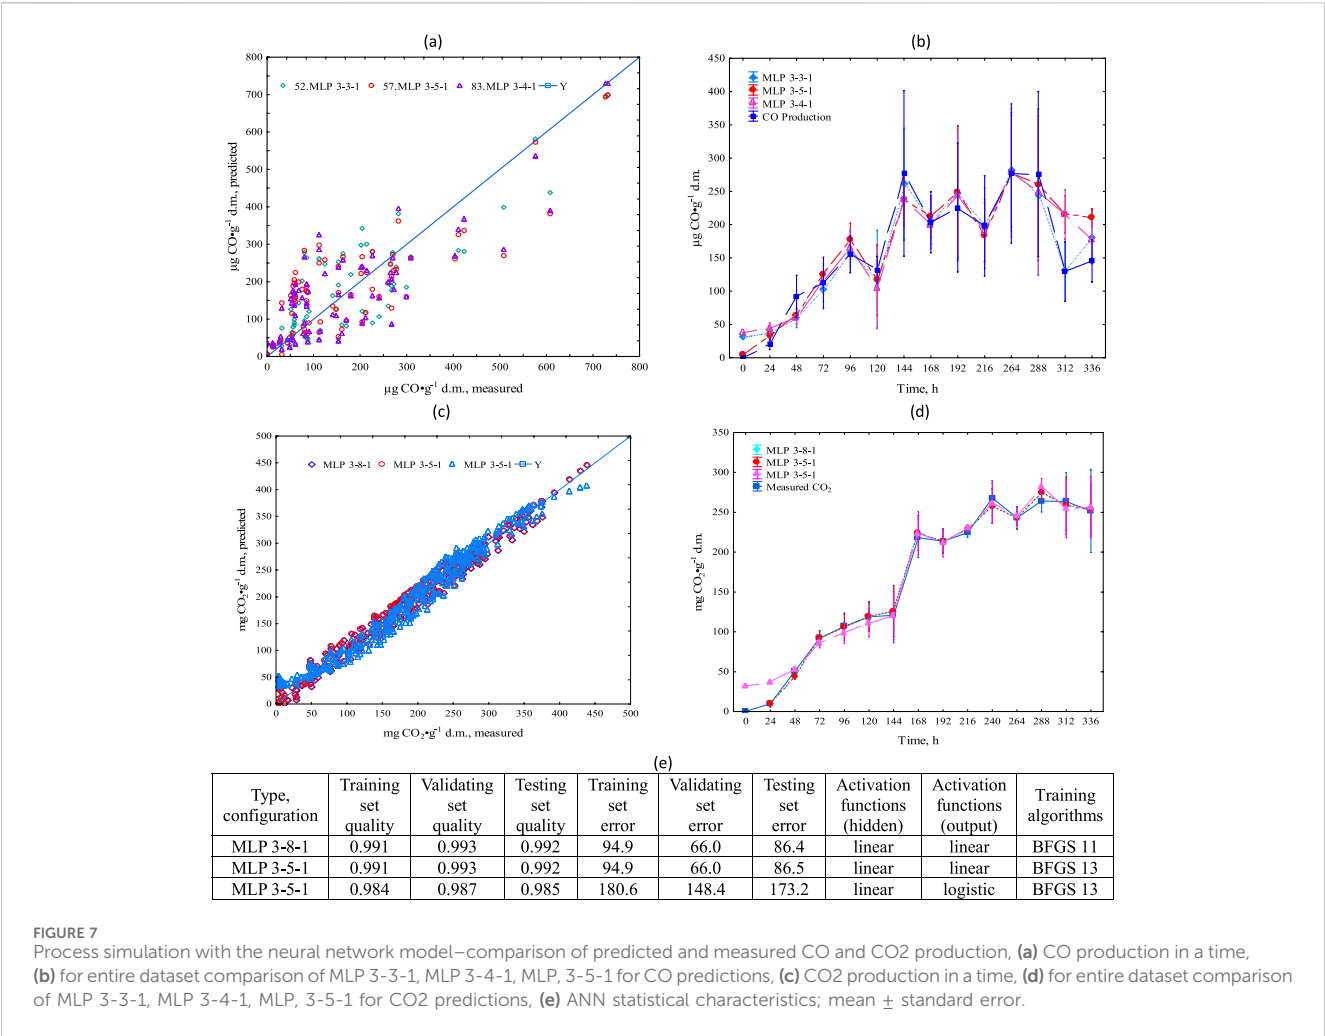 (a)
800
700
600
500
400
300
200
100
0
0 100 200 300 400 500 600 700 800
52.MLP 3-3-1 57.MLP 3-5-1 83.MLP 3-4-1 Y
µg CO•g⁻¹ d.m., predicted
µg CO•g⁻¹ d.m., measured
(b)
450
400
350
300
250
200
150
100
50
0
0 24 48 72 96 120 144 168 192 216 264 288 312 336
MLP 3-3-1
MLP 3-5-1
MLP 3-4-1
CO Production
µg CO•g⁻¹ d.m.
Time, h
(c)
500
450
400
350
300
250
200
150
100
50
0
0 50 100 150 200 250 300 350 400 450 500
MLP 3-8-1 MLP 3-5-1 MLP 3-5-1 Y
mg CO₂•g⁻¹ d.m., predicted
mg CO₂•g⁻¹ d.m., measured
(d)
350
300
250
200
150
100
50
0
0 24 48 72 96 120 144 168 192 216 240 264 288 312 336
MLP 3-8-1
MLP 3-5-1
MLP 3-5-1
Measured CO₂
mg CO₂•g⁻¹ d.m.
Time, h
(e)
Type, configuration Training set quality Validating set quality Testing set quality Training set error Validating set error Testing set error Activation functions (hidden) Activation functions (output) Training algorithms
MLP 3-8-1 0.991 0.993 0.992 94.9 66.0 86.4 linear linear BFGS 11
MLP 3-5-1 0.991 0.993 0.992 94.9 66.0 86.5 linear linear BFGS 13
MLP 3-5-1 0.984 0.987 0.985 180.6 148.4 173.2 linear logistic BFGS 13
FIGURE 7
Process simulation with the neural network model–comparison of predicted and measured CO and CO2 production, (a) CO production in a time,
(b) for entire dataset comparison of MLP 3-3-1, MLP 3-4-1, MLP, 3-5-1 for CO predictions, (c) CO2 production in a time, (d) for entire dataset comparison
of MLP 3-3-1, MLP 3-4-1, MLP, 3-5-1 for CO2 predictions, (e) ANN statistical characteristics; mean ± standard error.